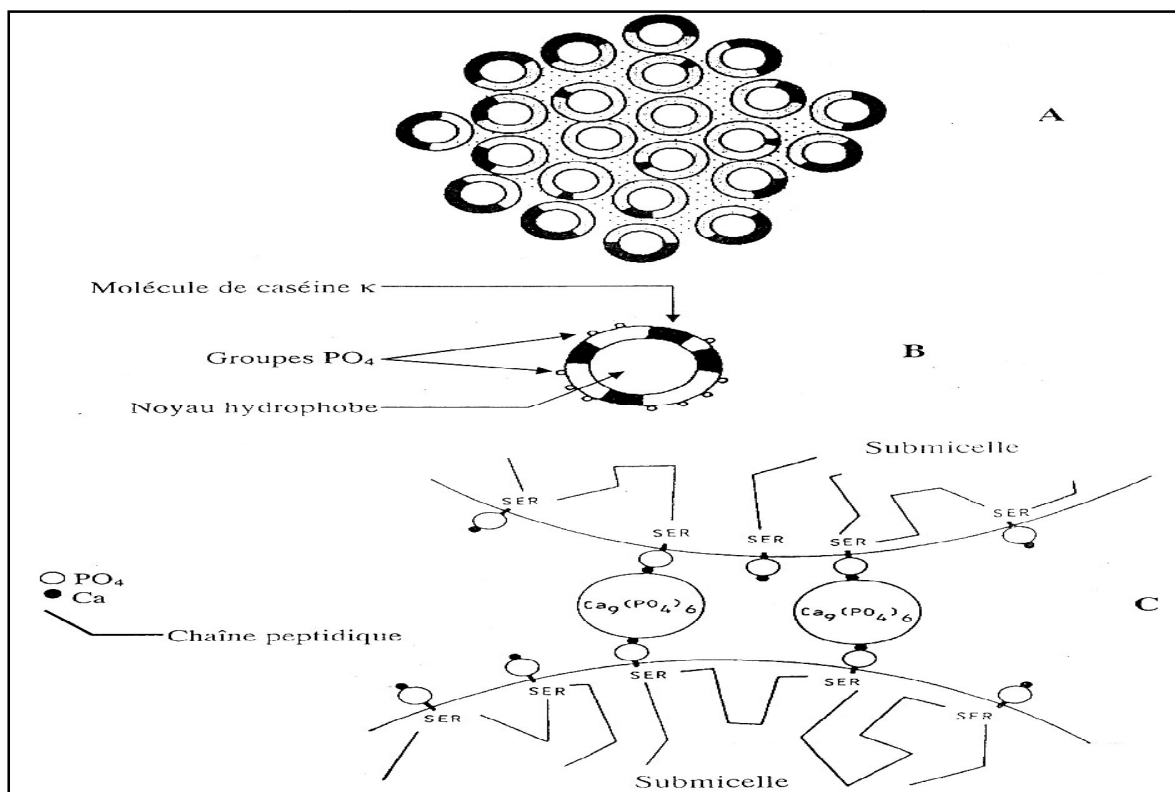 A
Molécule de caséine κ
Groupes PO₄
B
Noyau hydrophobe
Submicelle
SER
SER
SER
SER
SER
PO₄
Ca
Ca₉(PO₄)₆
Ca₉(PO₄)₆
C
Chaîne peptidique
SER
SER
SER
SER
SER
Submicelle